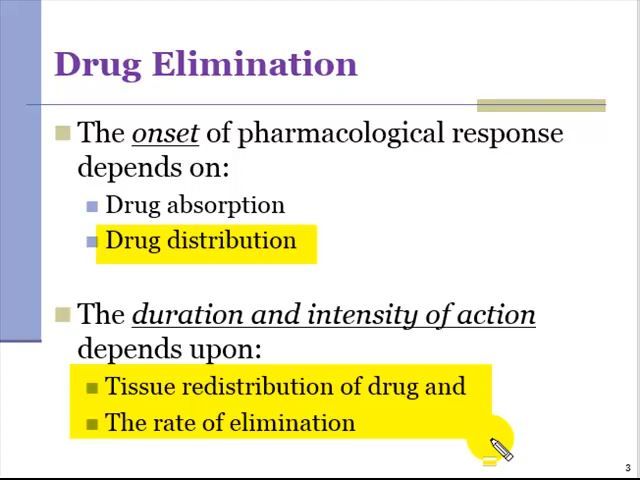 Drug Elimination
The onset of pharmacological response
depends on:
Drug absorption
Drug distribution
The duration and intensity of action
depends upon:
Tissue redistribution of drug and
The rate of elimination
3